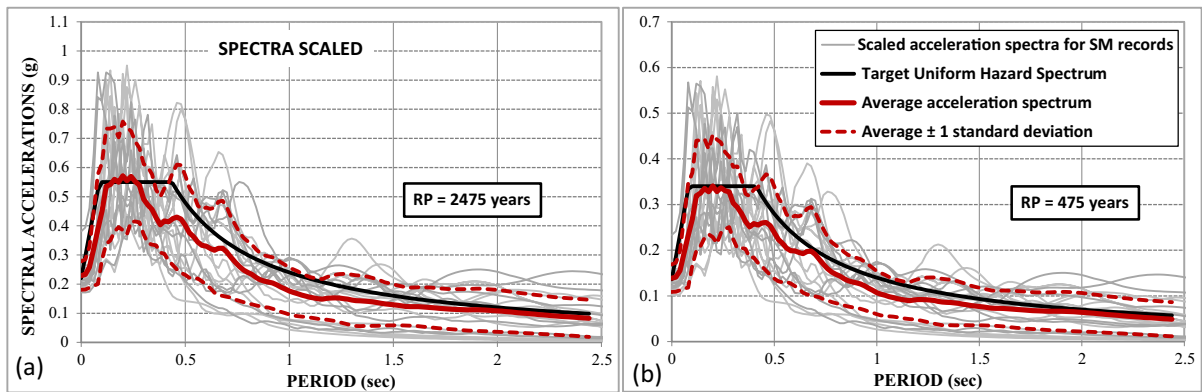 SPECTRA SCALED
SPECTRAL ACCELERATIONS (g)
1.1
1
0.9
0.8
0.7
0.6
0.5
0.4
0.3
0.2
0.1
0
RP = 2475 years
(a)
0 0.5 1.0 1.5 2.0 2.5
PERIOD (sec)
0.7
0.6
0.5
0.4
0.3
0.2
0.1
0
Scaled acceleration spectra for SM records
Target Uniform Hazard Spectrum
Average acceleration spectrum
Average ± 1 standard deviation
RP = 475 years
(b)
0 0.5 1 1.5 2 2.5
PERIOD (sec)